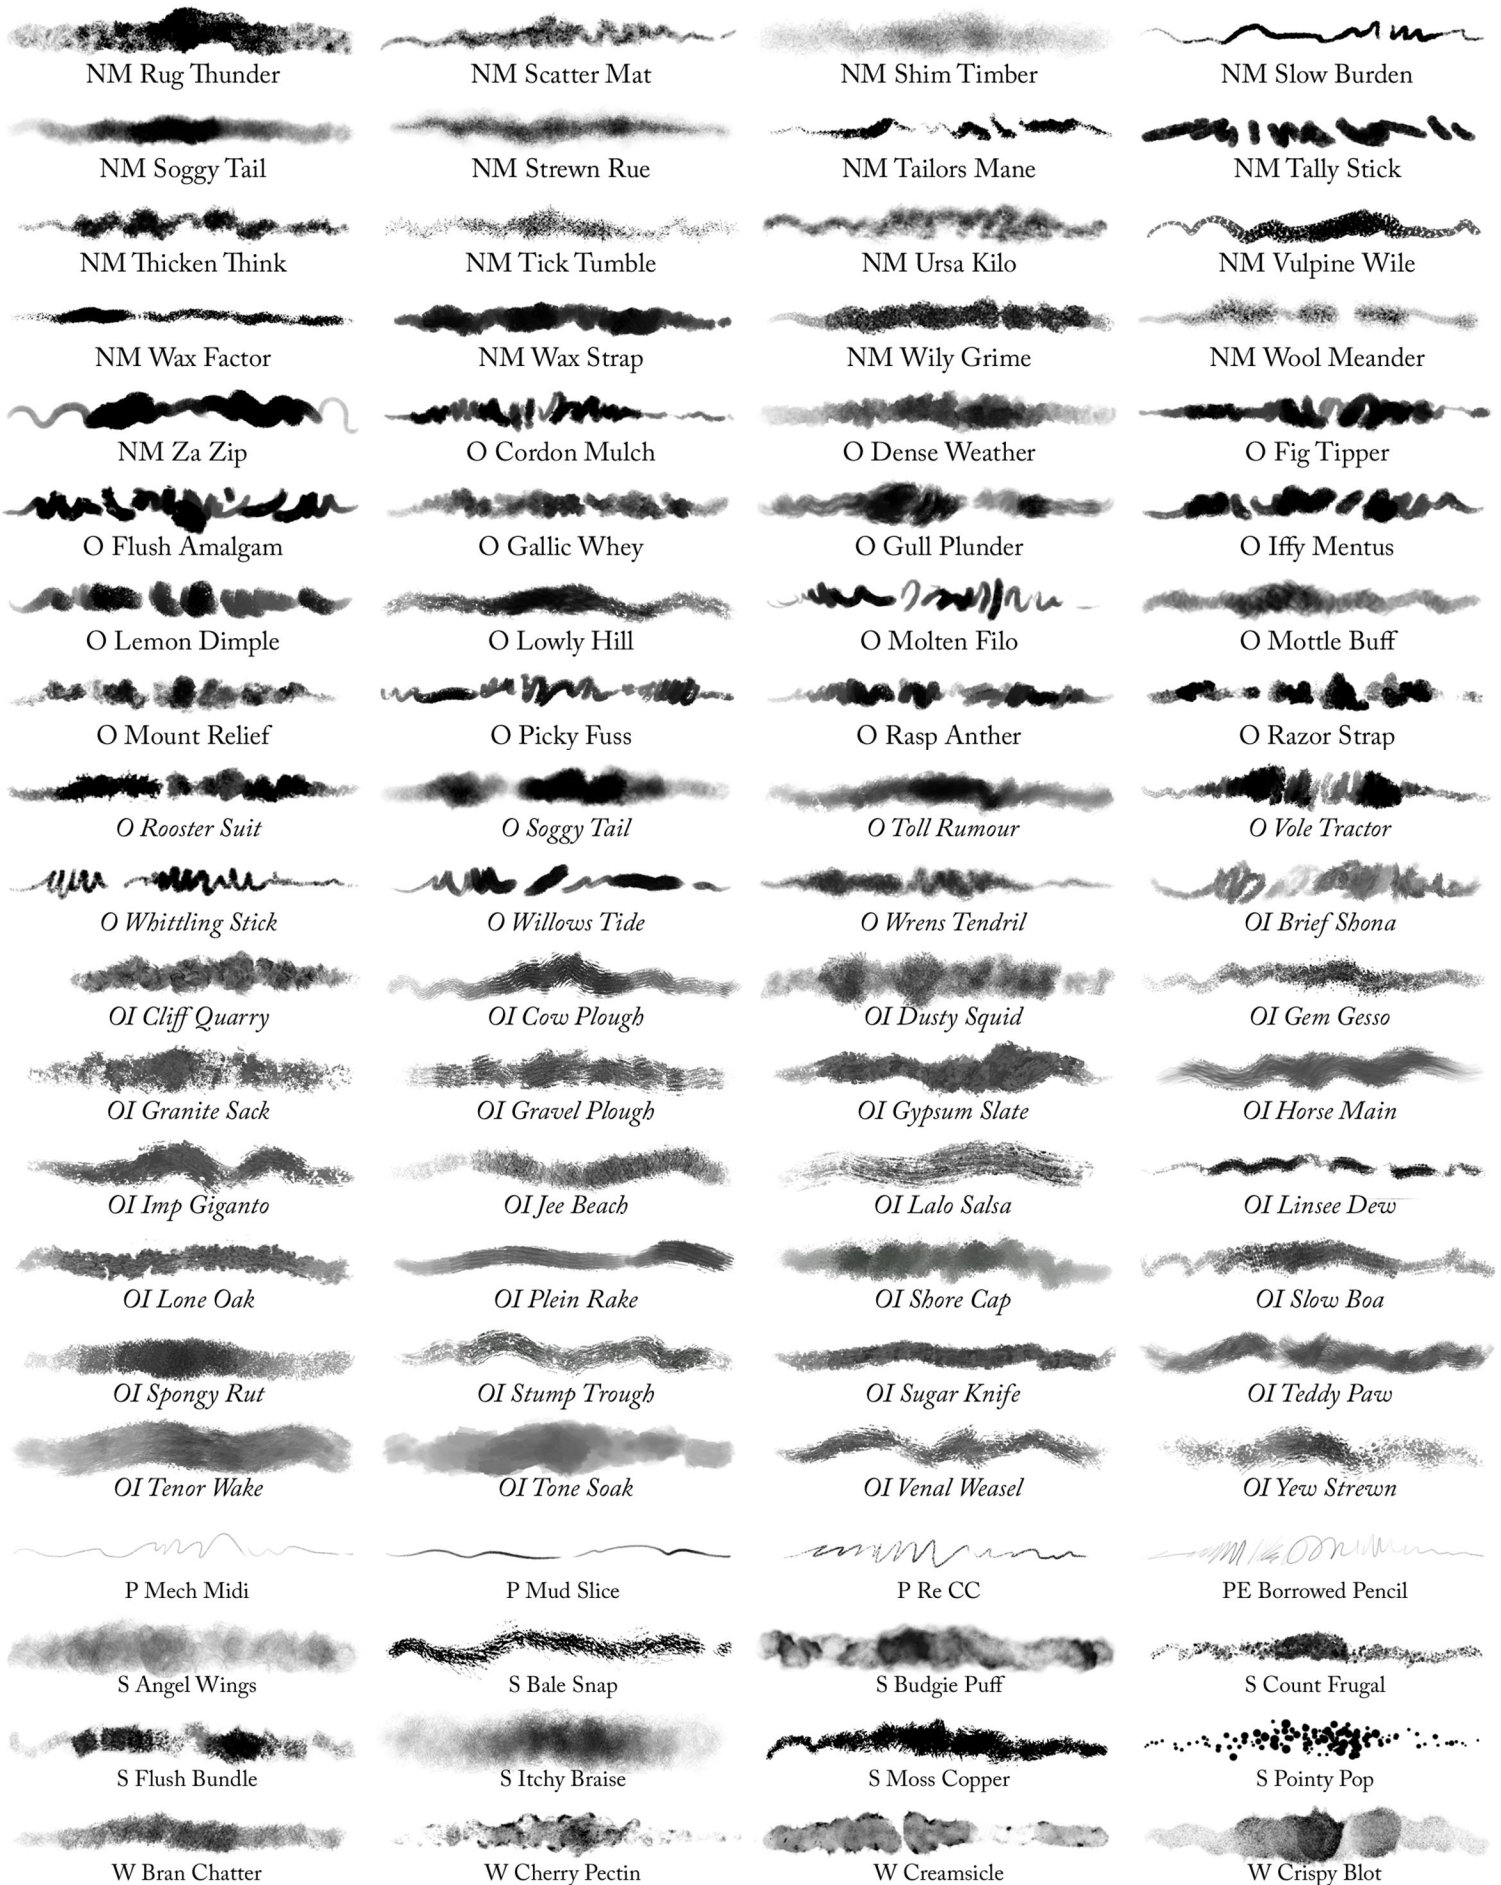 NM Rug Thunder
NM Scatter Mat
NM Shim Timber
NM Slow Burden
NM Soggy Tail
NM Strewn Rue
NM Tailors Mane
NM Tally Stick
NM Thicken Think
NM Tick Tumble
NM Ursa Kilo
NM Vulpine Wile
NM Wax Factor
NM Wax Strap
NM Wily Grime
NM Wool Meander
NM Za Zip
O Cordon Mulch
O Dense Weather
O Fig Tipper
O Flush Amalgam
O Gallic Whey
O Gull Plunder
O Iffy Mentus
O Lemon Dimple
O Lowly Hill
O Molten Filo
O Mottle Buff
O Mount Relief
O Picky Fuss
O Rasp Anther
O Razor Strap
O Rooster Suit
O Soggy Tail
O Toll Rumour
O Vole Tractor
O Whittling Stick
O Willows Tide
O Wrens Tendril
OI Brief Shona
OI Cliff Quarry
OI Cow Plough
OI Dusty Squid
OI Gem Gesso
OI Granite Sack
OI Gravel Plough
OI Gypsum Slate
OI Horse Main
OI Imp Giganto
OI Jee Beach
OI Lalo Salsa
OI Linsee Dew
OI Lone Oak
OI Plein Rake
OI Shore Cap
OI Slow Boa
OI Spongy Rut
OI Stump Trough
OI Sugar Knife
OI Teddy Paw
OI Tenor Wake
OI Tone Soak
OI Venal Weasel
OI Yew Strewn
P Mech Midi
P Mud Slice
P Re CC
PE Borrowed Pencil
S Angel Wings
S Bale Snap
S Budgie Puff
S Count Frugal
S Flush Bundle
S Itchy Braise
S Moss Copper
S Pointy Pop
W Bran Chatter
W Cherry Pectin
W Creamsicle
W Crispy Blot